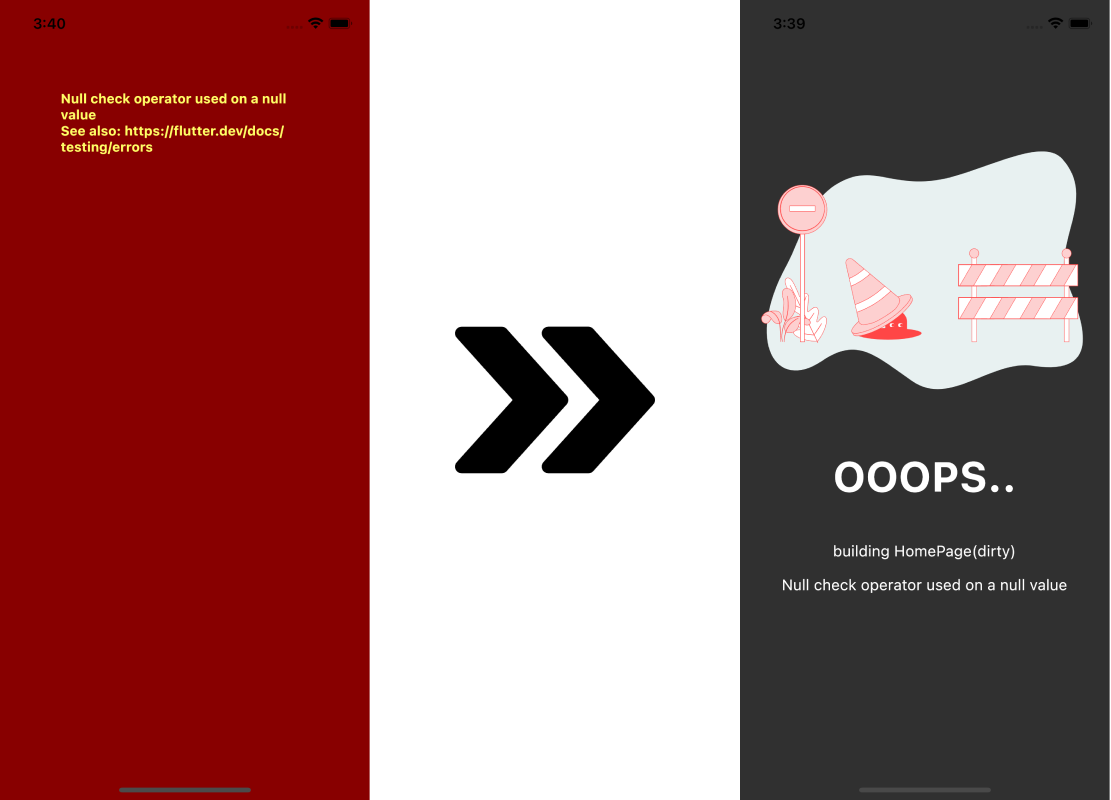 3:40
Null check operator used on a null
value
See also: https://flutter.dev/docs/
testing/errors
3:39
OOOPS..
building HomePage(dirty)
Null check operator used on a null value